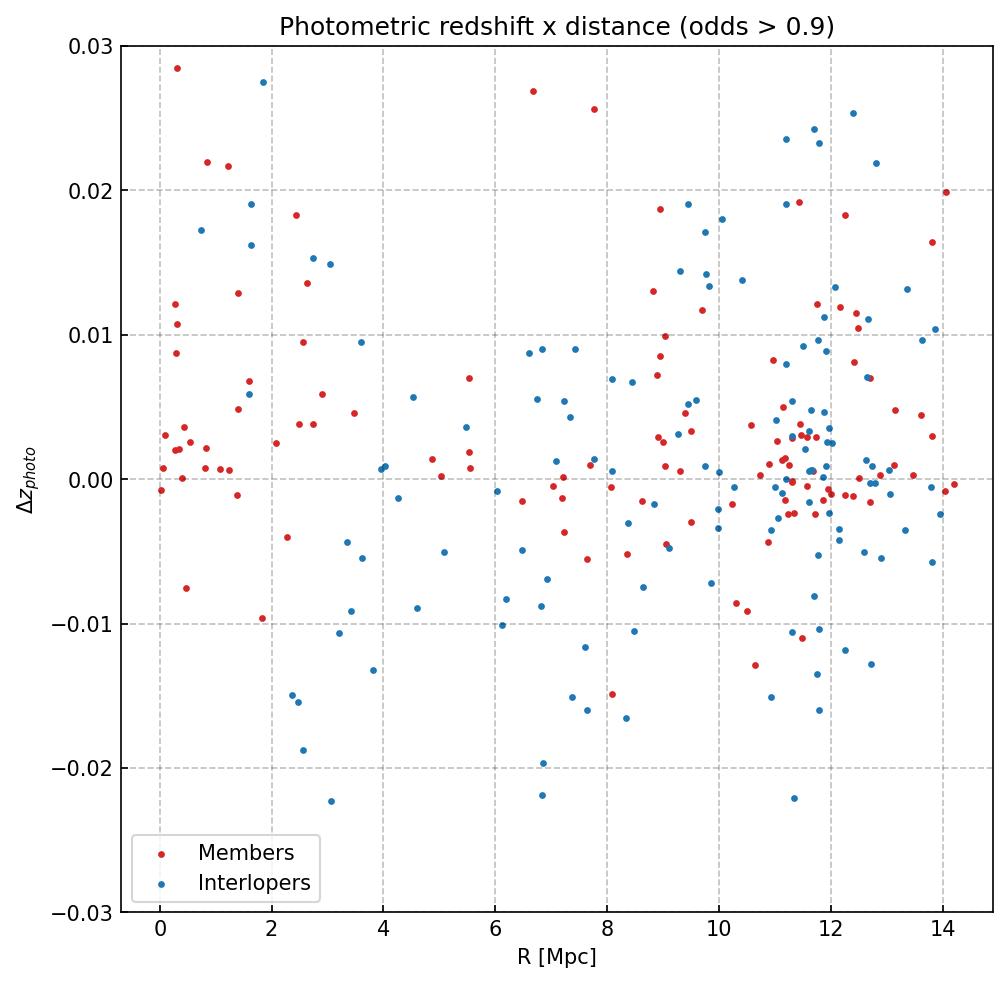 Photometric redshift x distance (odds > 0.9)
0.03
0.02
0.01
0.00
−0.01
−0.02
−0.03
Δz_photo
Members
Interlopers
0 2 4 6 8 10 12 14
R [Mpc]